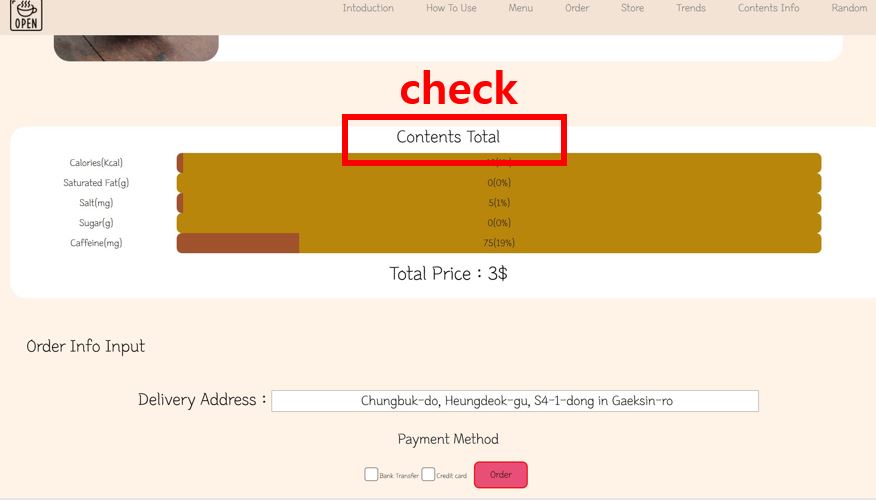 OPEN
Intoduction How To Use Menu Order Store Trends Contents Info Random
check
Contents Total
Calories(Kcal)
Saturated Fat(g) 0(0%)
Salt(mg) 5(1%)
Sugar(g) 0(0%)
Caffeine(mg) 75(19%)
Total Price : 3$
Order Info Input
Delivery Address : Chungbuk-do, Heungdeok-gu, S4-1-dong in Gaeksin-ro
Payment Method
Bank Transfer Credit card Order